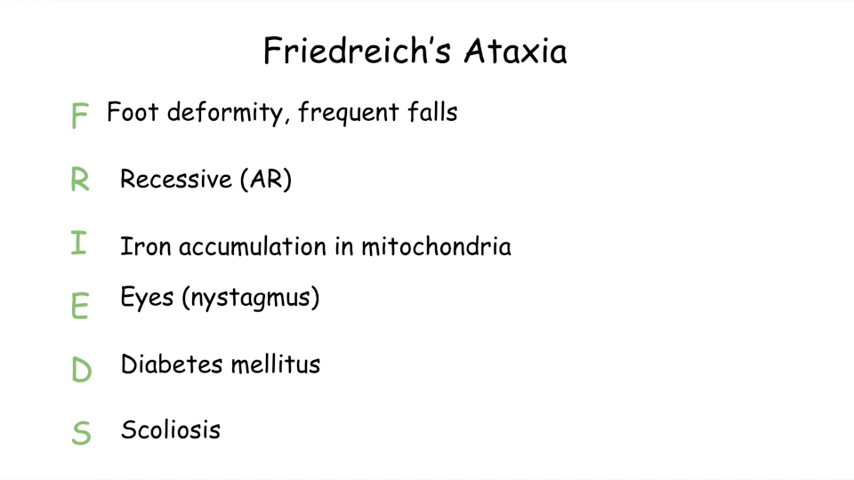 Friedreich's Ataxia
F Foot deformity, frequent falls
R Recessive (AR)
I Iron accumulation in mitochondria
E Eyes (nystagmus)
D Diabetes mellitus
S Scoliosis